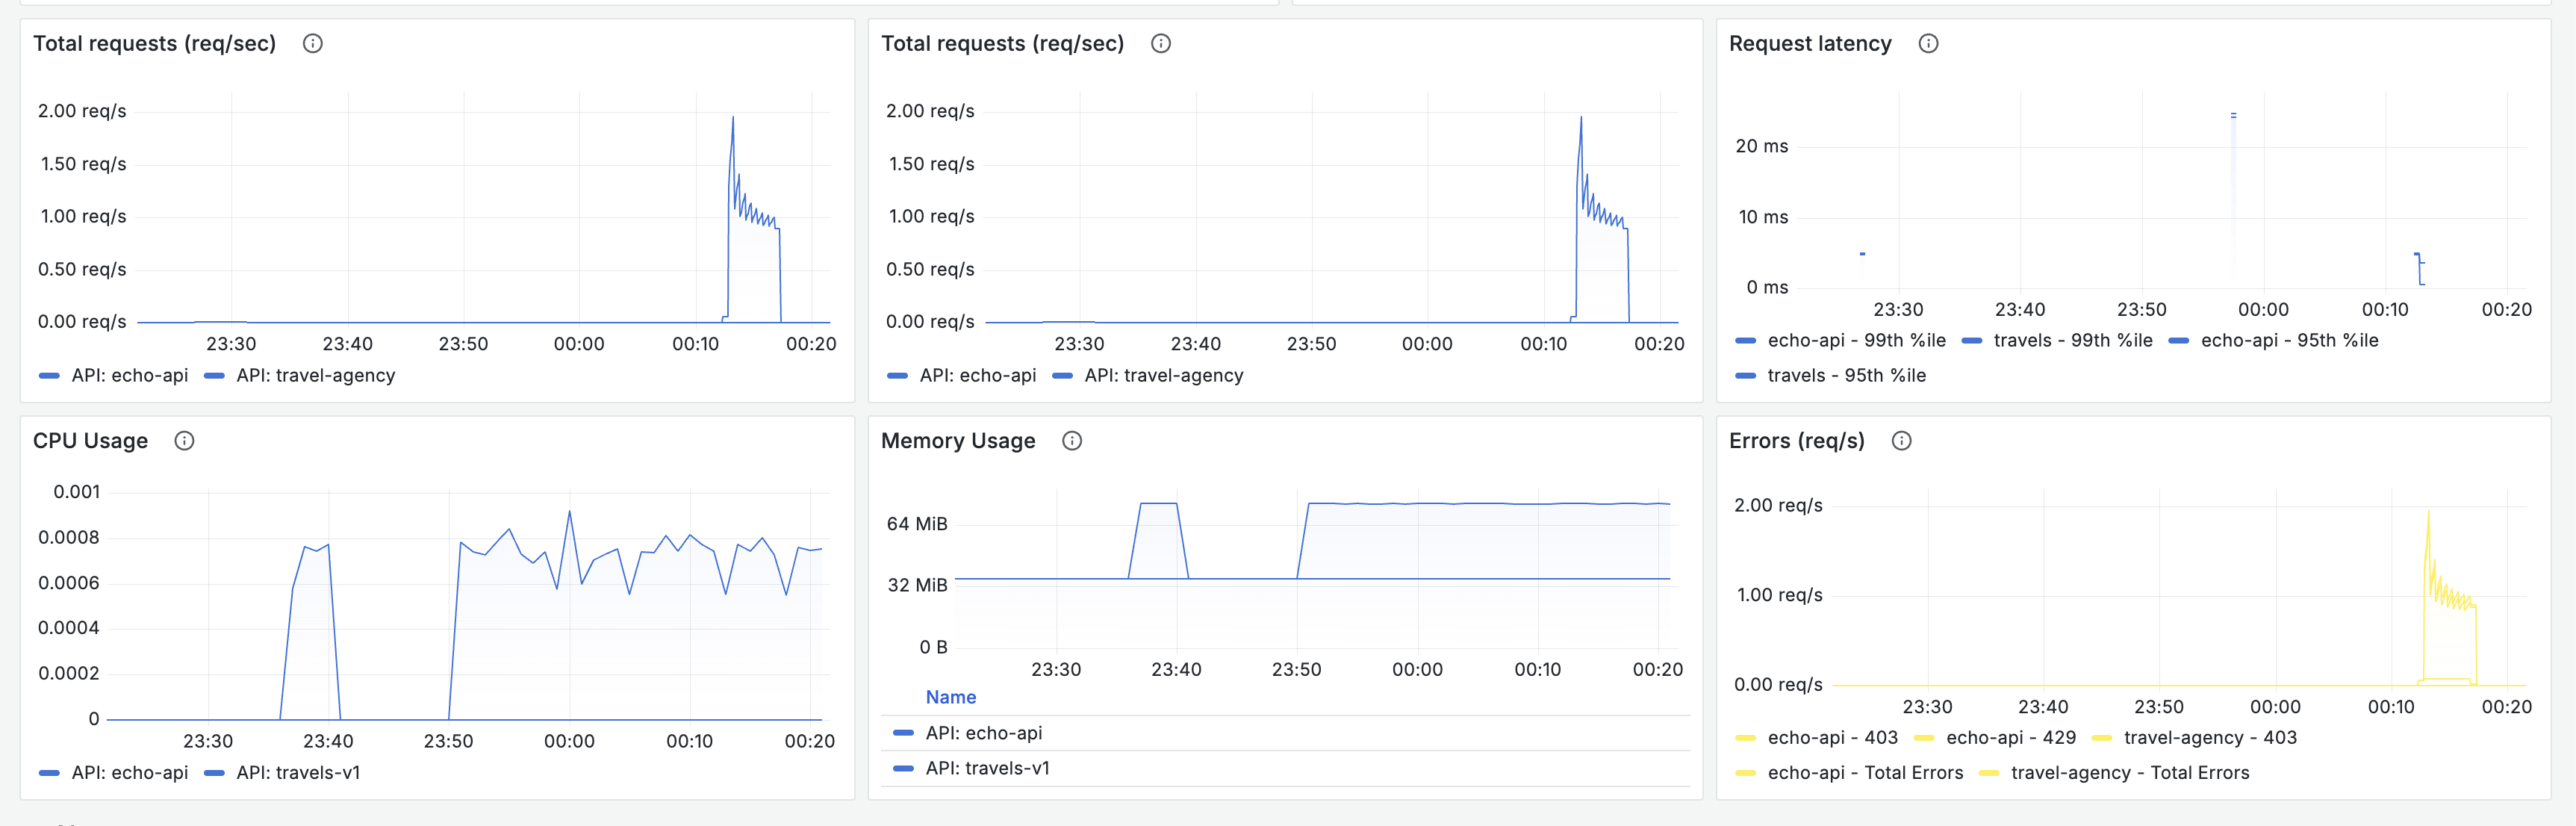 Total requests (req/sec)
2.00 req/s
1.50 req/s
1.00 req/s
0.50 req/s
0.00 req/s
23:30 23:40 23:50 00:00 00:10 00:20
API: echo-api API: travel-agency
Total requests (req/sec)
2.00 req/s
1.50 req/s
1.00 req/s
0.50 req/s
0.00 req/s
23:30 23:40 23:50 00:00 00:10 00:20
API: echo-api API: travel-agency
Request latency
20 ms
10 ms
0 ms
23:30 23:40 23:50 00:00 00:10 00:20
echo-api - 99th %ile travels - 99th %ile echo-api - 95th %ile
travels - 95th %ile
CPU Usage
0.001
0.0008
0.0006
0.0004
0.0002
0
23:30 23:40 23:50 00:00 00:10 00:20
API: echo-api API: travels-v1
Memory Usage
64 MiB
32 MiB
0 B
23:30 23:40 23:50 00:00 00:10 00:20
Name
API: echo-api
API: travels-v1
Errors (req/s)
2.00 req/s
1.00 req/s
0.00 req/s
23:30 23:40 23:50 00:00 00:10 00:20
echo-api - 403 echo-api - 429 travel-agency - 403
echo-api - Total Errors travel-agency - Total Errors